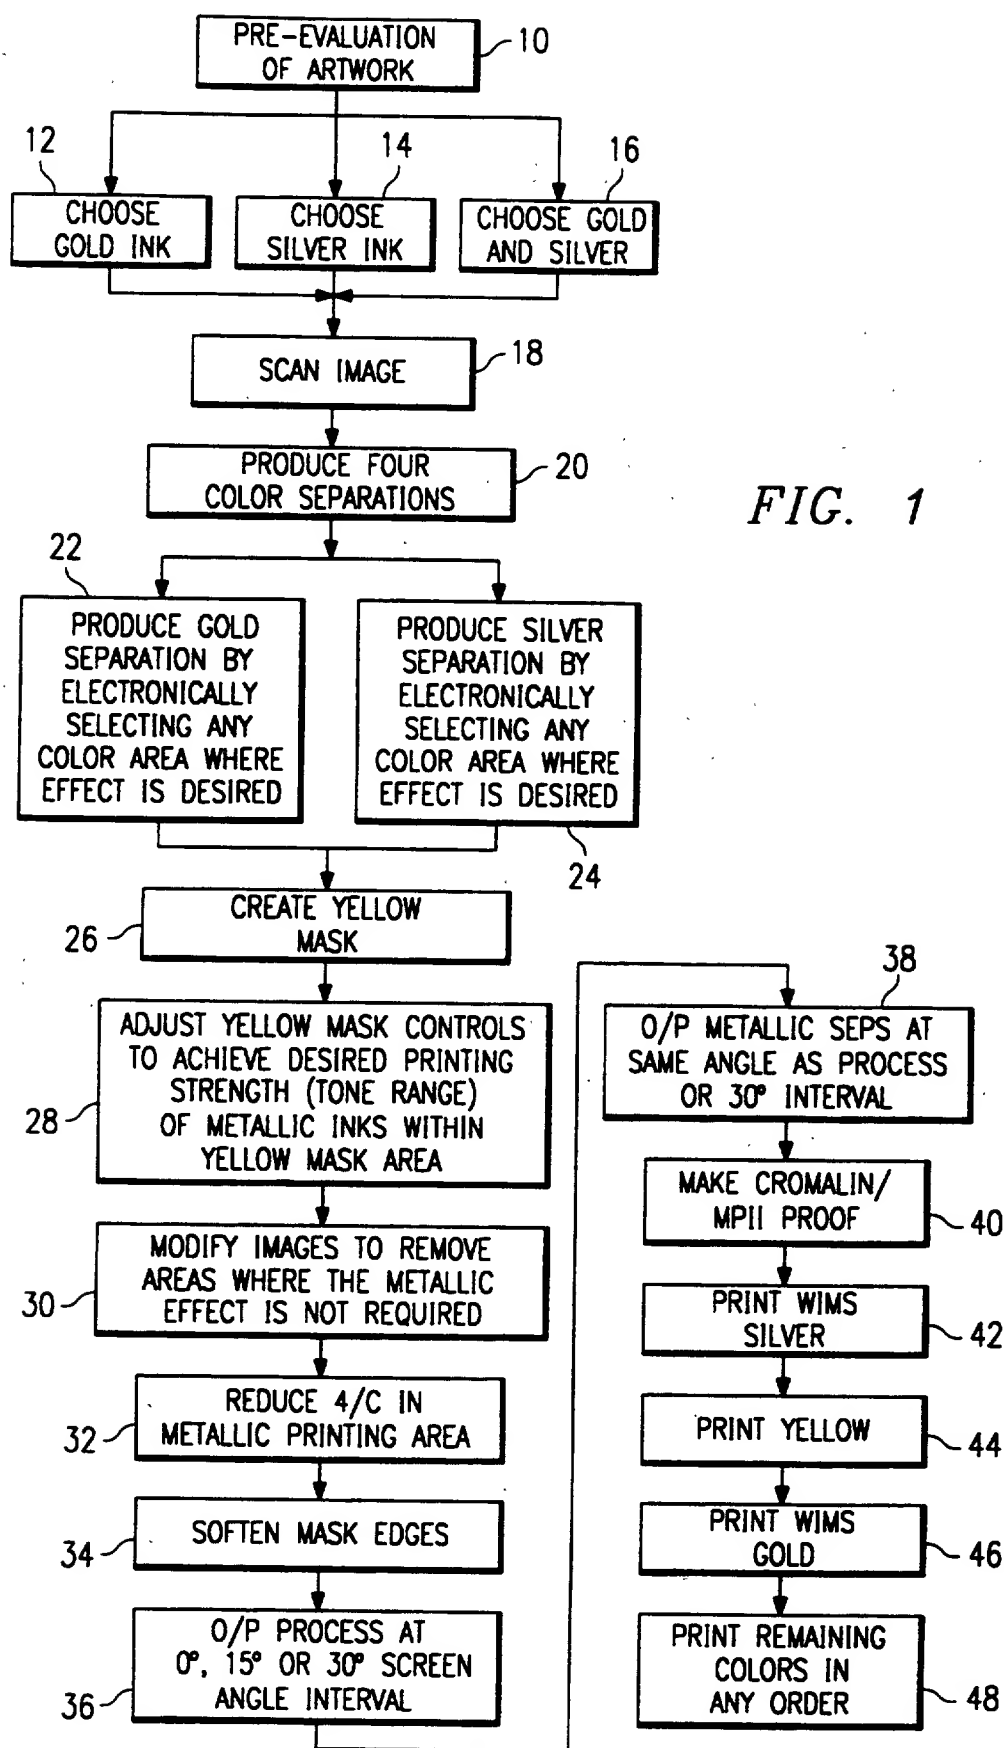 PRE-EVALUATION
OF ARTWORK
10
12
14
16
CHOOSE
GOLD INK
CHOOSE
SILVER INK
CHOOSE GOLD
AND SILVER
SCAN IMAGE
18
PRODUCE FOUR
COLOR SEPARATIONS
20
FIG. 1
22
PRODUCE GOLD
SEPARATION BY
ELECTRONICALLY
SELECTING ANY
COLOR AREA WHERE
EFFECT IS DESIRED
PRODUCE SILVER
SEPARATION BY
ELECTRONICALLY
SELECTING ANY
COLOR AREA WHERE
EFFECT IS DESIRED
24
CREATE YELLOW
MASK
26
ADJUST YELLOW MASK CONTROLS
TO ACHIEVE DESIRED PRINTING
STRENGTH (TONE RANGE)
OF METALLIC INKS WITHIN
YELLOW MASK AREA
28
MODIFY IMAGES TO REMOVE
AREAS WHERE THE METALLIC
EFFECT IS NOT REQUIRED
30
REDUCE 4/C IN
METALLIC PRINTING AREA
32
SOFTEN MASK EDGES
34
O/P PROCESS AT
0°, 15° OR 30° SCREEN
ANGLE INTERVAL
36
38
O/P METALLIC SEPS AT
SAME ANGLE AS PROCESS
OR 30° INTERVAL
MAKE CROMALIN/
MPII PROOF
40
PRINT WIMS
SILVER
42
PRINT YELLOW
44
PRINT WIMS
GOLD
46
PRINT REMAINING
COLORS IN
ANY ORDER
48